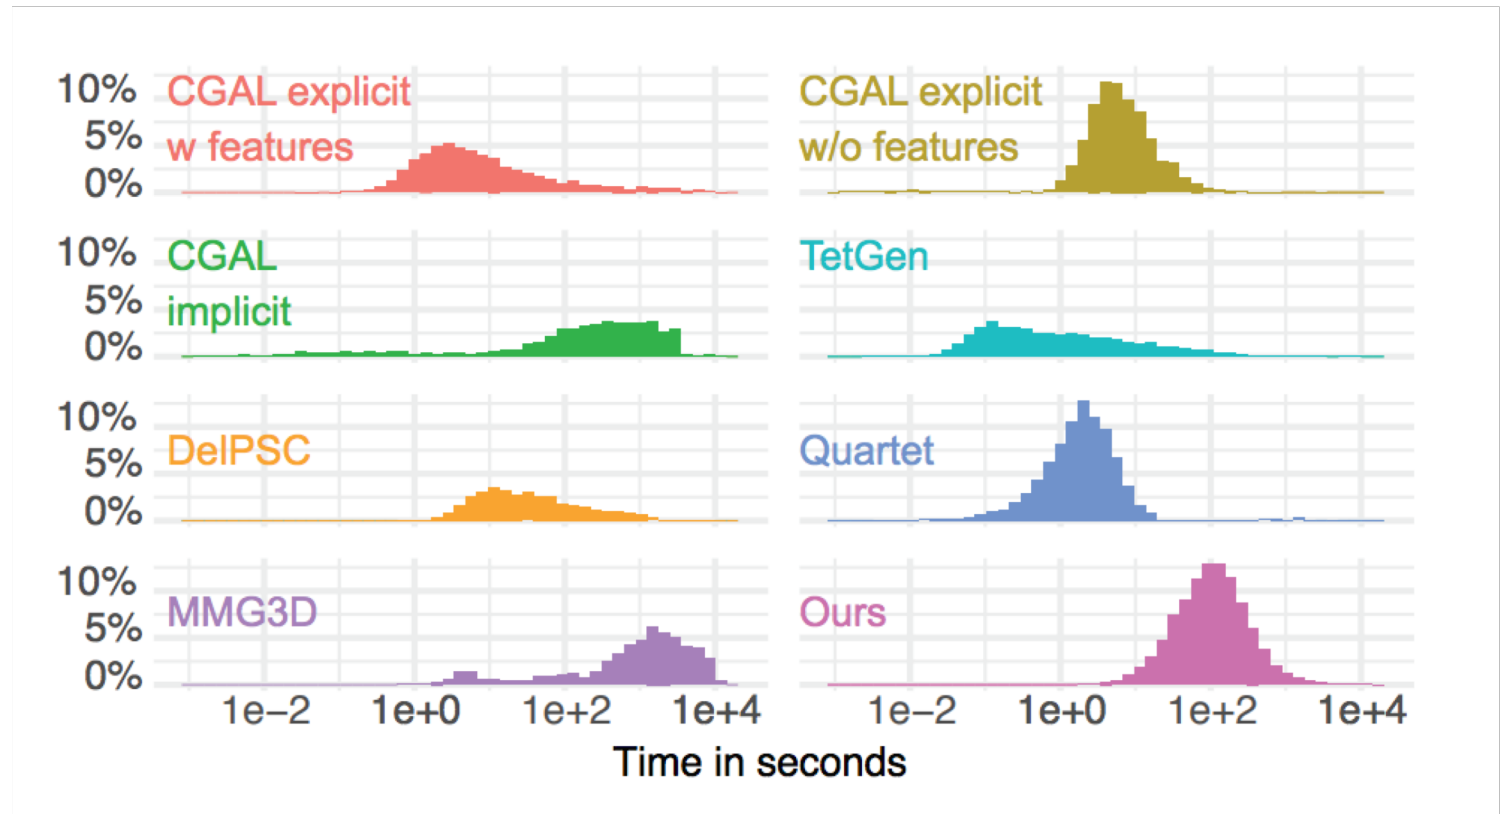 10%
5%
0%
CGAL explicit
w features
CGAL explicit
w/o features
10%
5%
0%
CGAL
implicit
TetGen
10%
5%
0%
DelPSC
Quartet
10%
5%
0%
MMG3D
Ours
1e−2 1e+0 1e+2 1e+4
1e−2 1e+0 1e+2 1e+4
Time in seconds